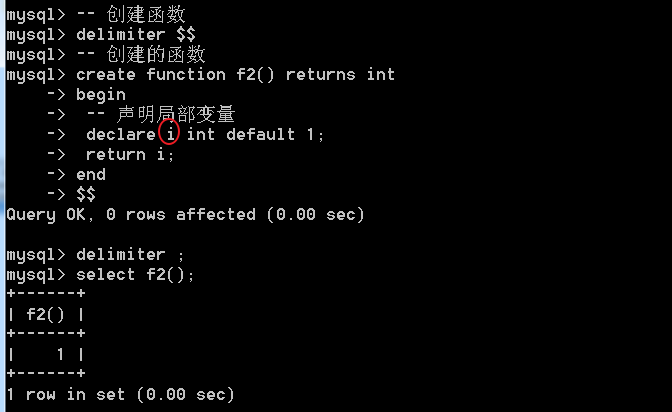 mysql> -- 创建函数
mysql> delimiter $$
mysql> -- 创建的函数
mysql> create function f2() returns int
    -> begin
    ->  -- 声明局部变量
    ->  declare i int default 1;
    ->  return i;
    -> end
    -> $$
Query OK, 0 rows affected (0.00 sec)
mysql> delimiter ;
mysql> select f2();
+------+
| f2() |
+------+
|    1 |
+------+
1 row in set (0.00 sec)